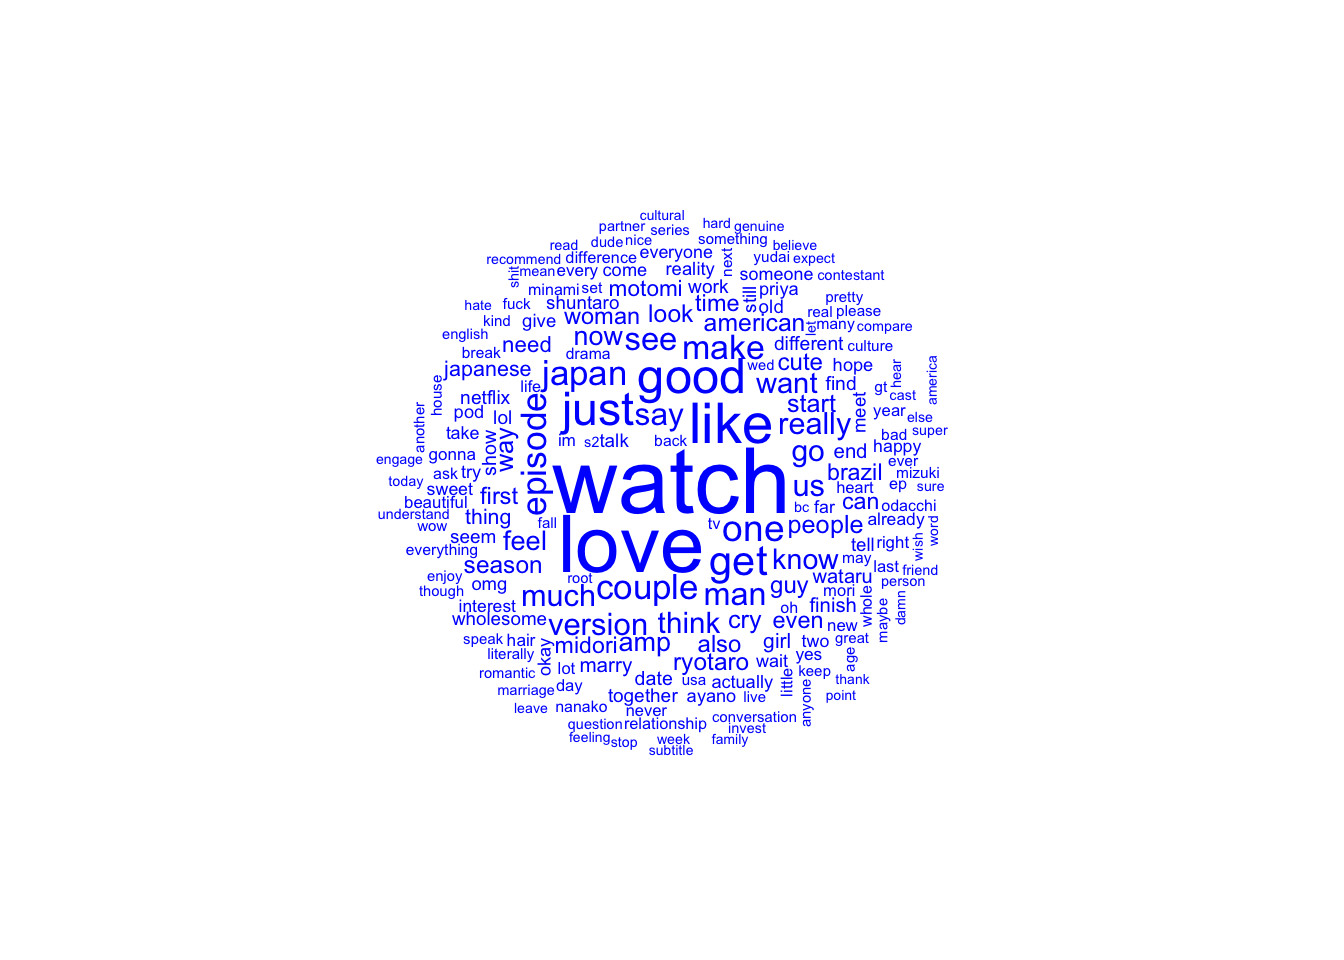 cultural
partner
series
hard
genuine
read
dude
nice
something
believe
recommend
difference
everyone
next
yudai
expect
shit
mean
every
come
reality
someone
contestant
minami
set
motomi
work
still
priya
hate
fuck
shuntaro
time
old
pretty
kind
give
woman
look
american
let
real
please
many
compare
english
need
now
see
make
different
culture
break
drama
wed
cute
hope
japanese
japan
good
want
find
gt
hear
america
house
netflix
life
cast
another
pod
lol
episode
just
say
like
start
meet
year
else
take
really
bad
super
way
show
im
s2
talk
back
go
end
happy
engage
gonna
ever
ask
try
watch
brazil
mizuki
today
sweet
us
heart
ep
sure
beautiful
first
bc
far
can
odacchi
understand
thing
fall
love
tv
one
people
already
wow
word
seem
feel
tell
right
wish
everything
get
know
may
season
last
friend
enjoy
omg
root
couple
man
guy
wataru
person
though
much
mori
whole
interest
oh
finish
maybe
damn
wholesome
version
think
cry
even
new
speak
hair
midori
amp
also
girl
two
great
literally
okay
ryotaro
wait
yes
age
romantic
lot
marry
keep
thank
date
usa
actually
little
marriage
day
together
ayano
live
anyone
point
leave
nanako
never
question
relationship
conversation
invest
feeling
stop
week
family
subtitle